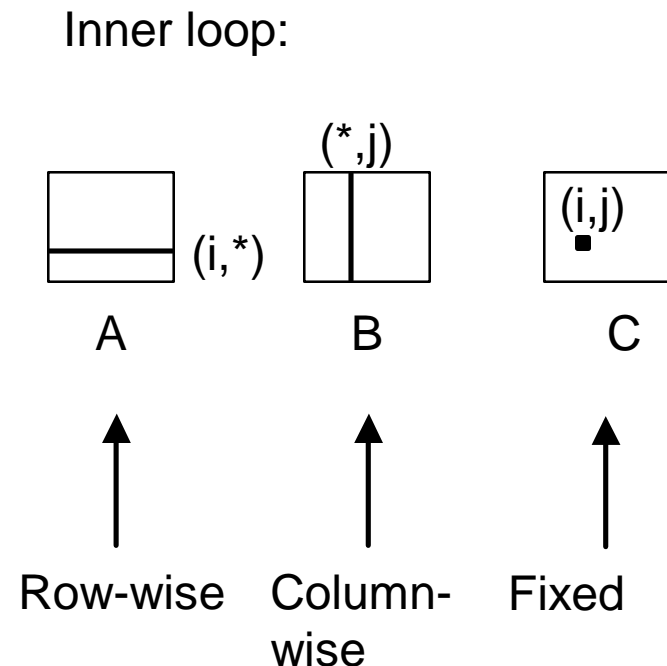 Inner loop:
(*,j)
(i,j)
(i,*)
A
B
C
Row-wise
Column-
wise
Fixed